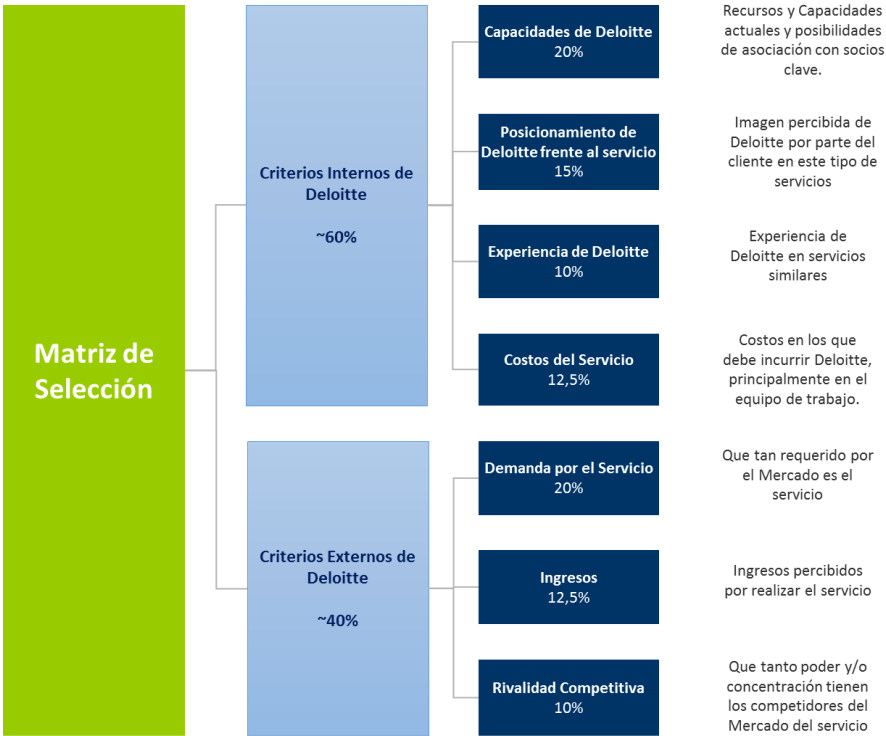 Matriz de
Selección
Criterios Internos de
Deloitte
~60%
Capacidades de Deloitte
20%
Recursos y Capacidades
actuales y posibilidades
de asociación con socios
clave.
Posicionamiento de
Deloitte frente al servicio
15%
Imagen percibida de
Deloitte por parte del
cliente en este tipo de
servicios
Experiencia de Deloitte
10%
Experiencia de
Deloitte en servicios
similares
Costos del Servicio
12,5%
Costos en los que
debe incurrir Deloitte,
principalmente en el
equipo de trabajo.
Criterios Externos de
Deloitte
~40%
Demanda por el Servicio
20%
Que tan requerido por
el Mercado es el
servicio
Ingresos
12,5%
Ingresos percibidos
por realizar el servicio
Rivalidad Competitiva
10%
Que tanto poder y/o
concentración tienen
los competidores del
Mercado del servicio